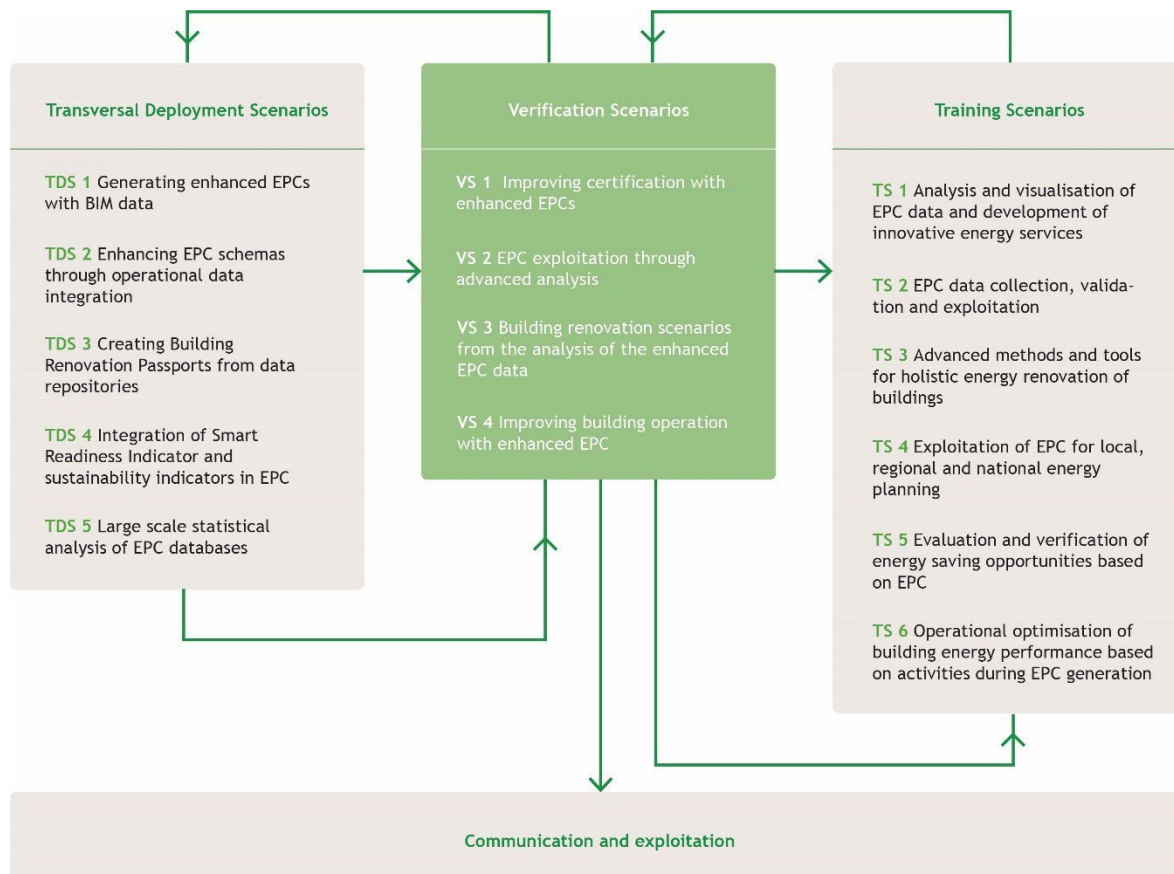 Transversal Deployment Scenarios
TDS 1 Generating enhanced EPCs
with BIM data
TDS 2 Enhancing EPC schemas
through operational data
integration
TDS 3 Creating Building
Renovation Passports from data
repositories
TDS 4 Integration of Smart
Readiness Indicator and
sustainability indicators in EPC
TDS 5 Large scale statistical
analysis of EPC databases
Verification Scenarios
VS 1 Improving certification with
enhanced EPCs
VS 2 EPC exploitation through
advanced analysis
VS 3 Building renovation scenarios
from the analysis of the enhanced
EPC data
VS 4 Improving building operation
with enhanced EPC
Training Scenarios
TS 1 Analysis and visualisation of
EPC data and development of
innovative energy services
TS 2 EPC data collection, valida-
tion and exploitation
TS 3 Advanced methods and tools
for holistic energy renovation of
buildings
TS 4 Exploitation of EPC for local,
regional and national energy
planning
TS 5 Evaluation and verification of
energy saving opportunities based
on EPC
TS 6 Operational optimisation of
building energy performance based
on activities during EPC generation
Communication and exploitation